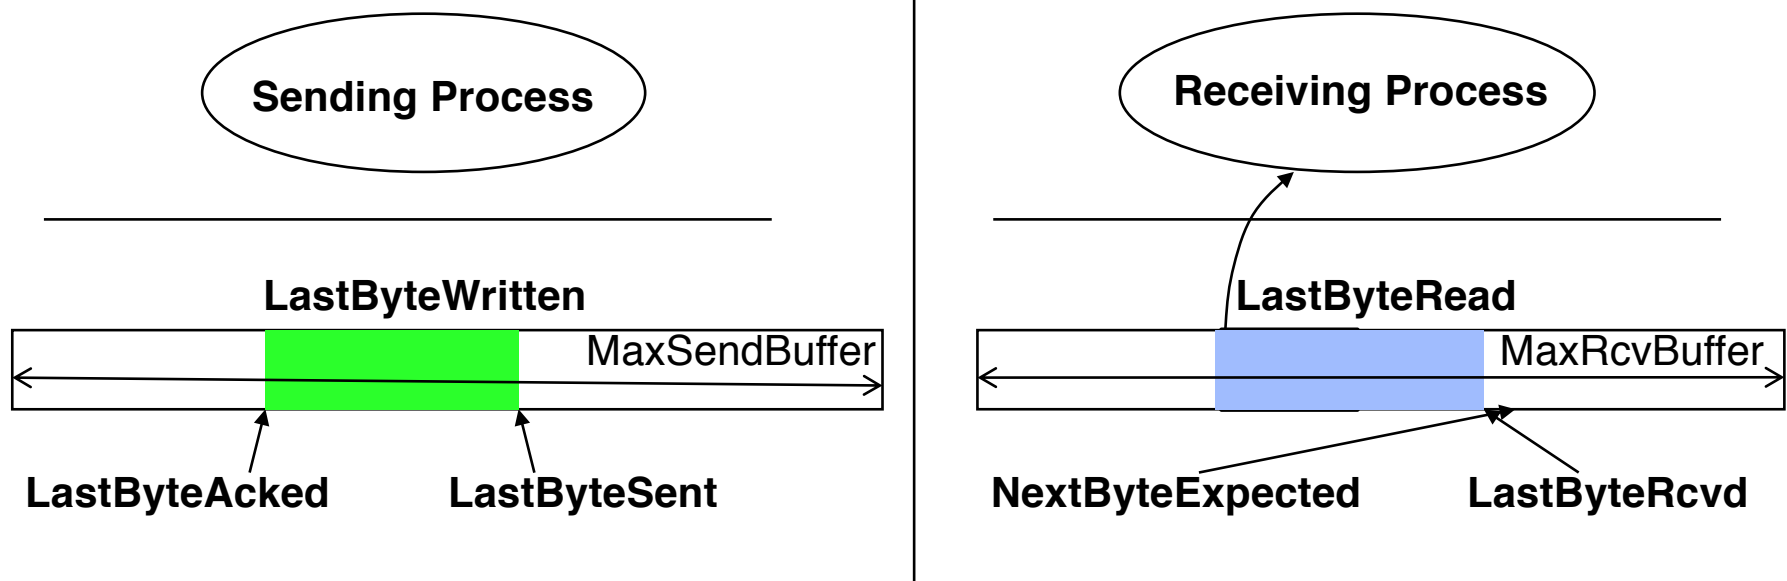 Sending Process
LastByteWritten
MaxSendBuffer
LastByteAcked
LastByteSent
Receiving Process
LastByteRead
MaxRcvBuffer
NextByteExpected
LastByteRcvd